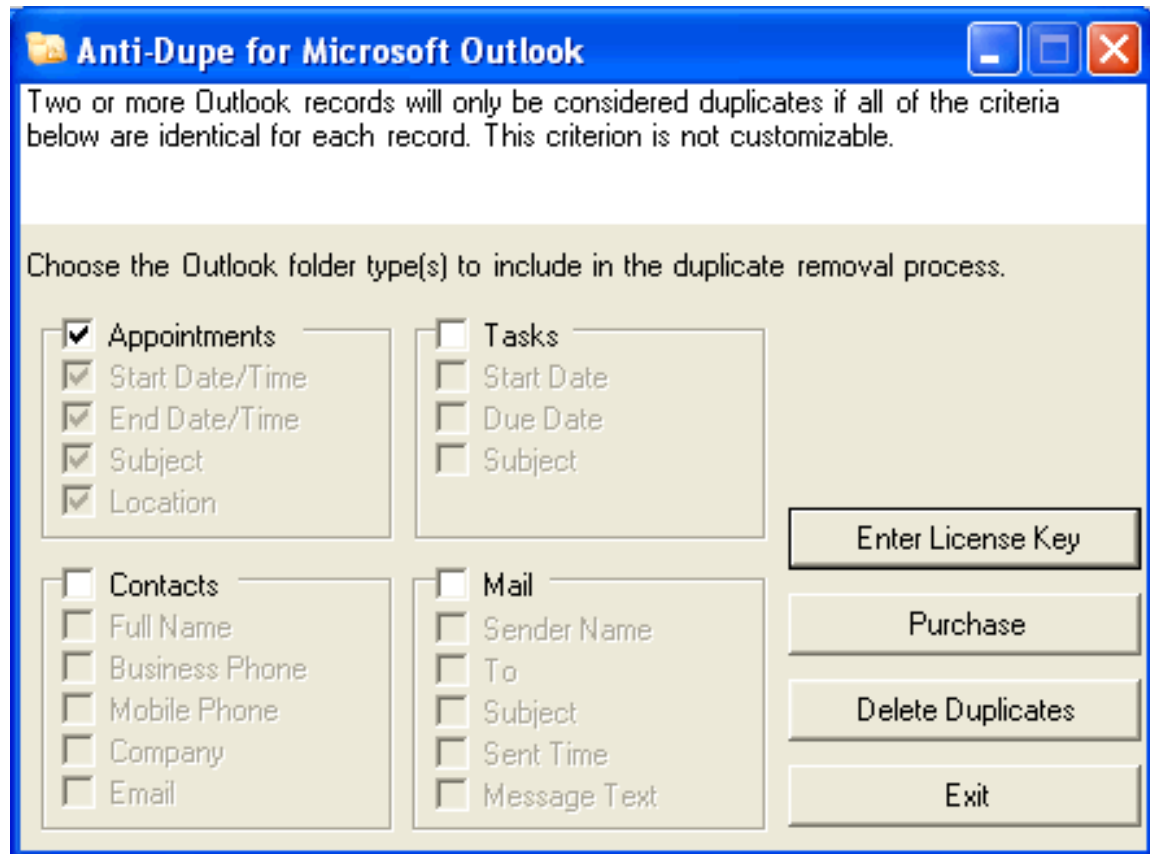 Anti-Dupe for Microsoft Outlook
Two or more Outlook records will only be considered duplicates if all of the criteria
below are identical for each record. This criterion is not customizable.
Choose the Outlook folder type(s) to include in the duplicate removal process.
Appointments
Start Date/Time
End Date/Time
Subject
Location
Tasks
Start Date
Due Date
Subject
Contacts
Full Name
Business Phone
Mobile Phone
Company
Email
Mail
Sender Name
To
Subject
Sent Time
Message Text
Enter License Key
Purchase
Delete Duplicates
Exit